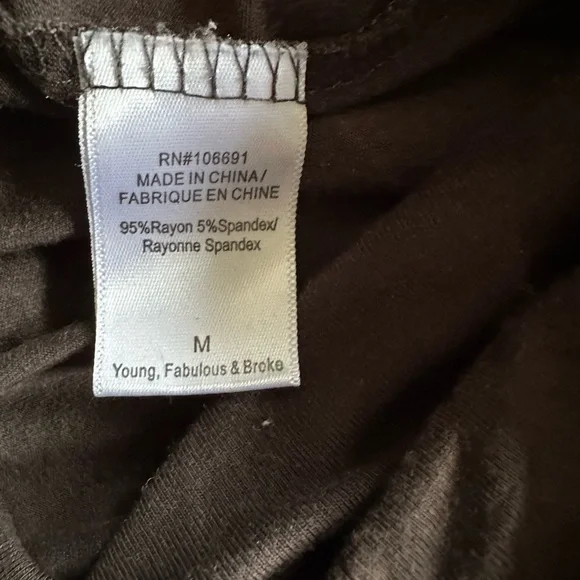 RN#106691
MADE IN CHINA/
FABRIQUE EN CHINE
95%Rayon 5%Spandex/
Rayonne Spandex
M
Young, Fabulous & Broke